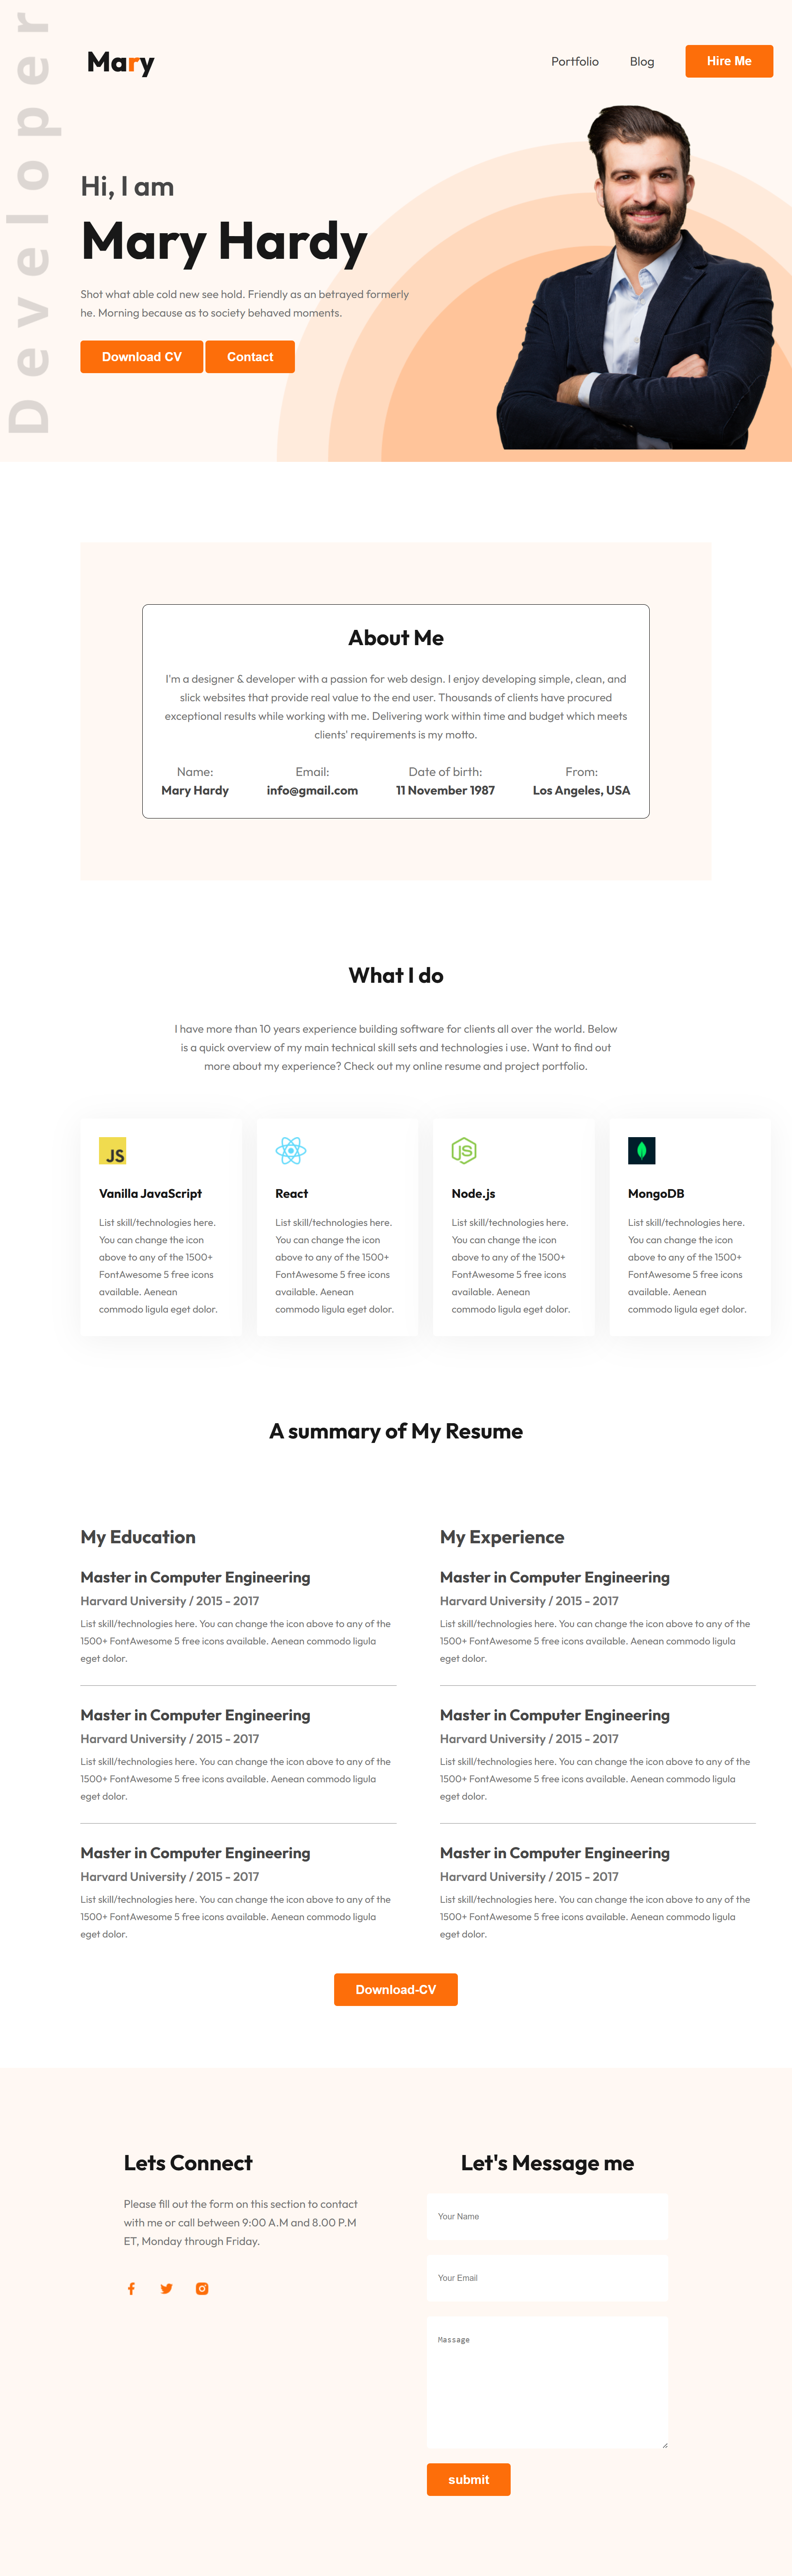 Developer
Mary
Portfolio
Blog
Hire Me
Hi, I am
Mary Hardy
Shot what able cold new see hold. Friendly as an betrayed formerly
he. Morning because as to society behaved moments.
Download CV
Contact
About Me
I'm a designer & developer with a passion for web design. I enjoy developing simple, clean, and
slick websites that provide real value to the end user. Thousands of clients have procured
exceptional results while working with me. Delivering work within time and budget which meets
clients' requirements is my motto.
Name:
Mary Hardy
Email:
info@gmail.com
Date of birth:
11 November 1987
From:
Los Angeles, USA
What I do
I have more than 10 years experience building software for clients all over the world. Below
is a quick overview of my main technical skill sets and technologies i use. Want to find out
more about my experience? Check out my online resume and project portfolio.
JS
Vanilla JavaScript
List skill/technologies here.
You can change the icon
above to any of the 1500+
FontAwesome 5 free icons
available. Aenean
commodo ligula eget dolor.
React
List skill/technologies here.
You can change the icon
above to any of the 1500+
FontAwesome 5 free icons
available. Aenean
commodo ligula eget dolor.
JS
Node.js
List skill/technologies here.
You can change the icon
above to any of the 1500+
FontAwesome 5 free icons
available. Aenean
commodo ligula eget dolor.
MongoDB
List skill/technologies here.
You can change the icon
above to any of the 1500+
FontAwesome 5 free icons
available. Aenean
commodo ligula eget dolor.
A summary of My Resume
My Education
Master in Computer Engineering
Harvard University / 2015 - 2017
List skill/technologies here. You can change the icon above to any of the
1500+ FontAwesome 5 free icons available. Aenean commodo ligula
eget dolor.
Master in Computer Engineering
Harvard University / 2015 - 2017
List skill/technologies here. You can change the icon above to any of the
1500+ FontAwesome 5 free icons available. Aenean commodo ligula
eget dolor.
Master in Computer Engineering
Harvard University / 2015 - 2017
List skill/technologies here. You can change the icon above to any of the
1500+ FontAwesome 5 free icons available. Aenean commodo ligula
eget dolor.
My Experience
Master in Computer Engineering
Harvard University / 2015 - 2017
List skill/technologies here. You can change the icon above to any of the
1500+ FontAwesome 5 free icons available. Aenean commodo ligula
eget dolor.
Master in Computer Engineering
Harvard University / 2015 - 2017
List skill/technologies here. You can change the icon above to any of the
1500+ FontAwesome 5 free icons available. Aenean commodo ligula
eget dolor.
Master in Computer Engineering
Harvard University / 2015 - 2017
List skill/technologies here. You can change the icon above to any of the
1500+ FontAwesome 5 free icons available. Aenean commodo ligula
eget dolor.
Download-CV
Lets Connect
Please fill out the form on this section to contact
with me or call between 9:00 A.M and 8.00 P.M
ET, Monday through Friday.
Let's Message me
Your Name
Your Email
Massage
submit